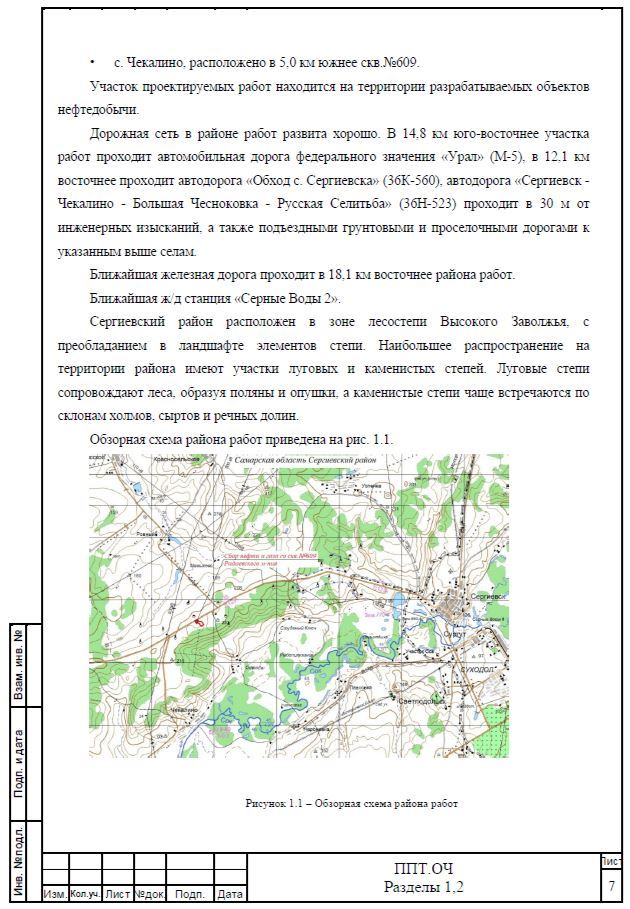 • с. Чекалино, расположено в 5,0 км южнее скв.№609.
Участок проектируемых работ находится на территории разрабатываемых объектов
нефтедобычи.
Дорожная сеть в районе работ развита хорошо. В 14,8 км юго-восточнее участка
работ проходит автомобильная дорога федерального значения «Урал» (М-5), в 12,1 км
восточнее проходит автодорога «Обход с. Сергиевска» (36К-560), автодорога «Сергиевск -
Чекалино - Большая Чесноковка - Русская Селитьба» (36Н-523) проходит в 30 м от
инженерных изысканий, а также подъездными грунтовыми и проселочными дорогами к
указанным выше селам.
Ближайшая железная дорога проходит в 18,1 км восточнее района работ.
Ближайшая ж/д станция «Серные Воды 2».
Сергиевский район расположен в зоне лесостепи Высокого Заволжья, с
преобладанием в ландшафте элементов степи. Наибольшее распространение на
территории района имеют участки луговых и каменистых степей. Луговые степи
сопровождают леса, образуя поляны и опушки, а каменистые степи чаще встречаются по
склонам холмов, сыртов и речных долин.
Обзорная схема района работ приведена на рис. 1.1.
Самарская область Сергиевский район
Красносельское
Сбор нефти и газа со скв.№609
Радаевского м-ния
Сергиевск
Сургут
СУХОДОЛ
Светлодольск
Чекалино
Сок
Рисунок 1.1 – Обзорная схема района работ
Взам. инв. №
Подп. и дата
Инв. №подл.
Изм. Кол.уч. Лист №док. Подп. Дата
ППТ.ОЧ
Разделы 1,2
Лист
7